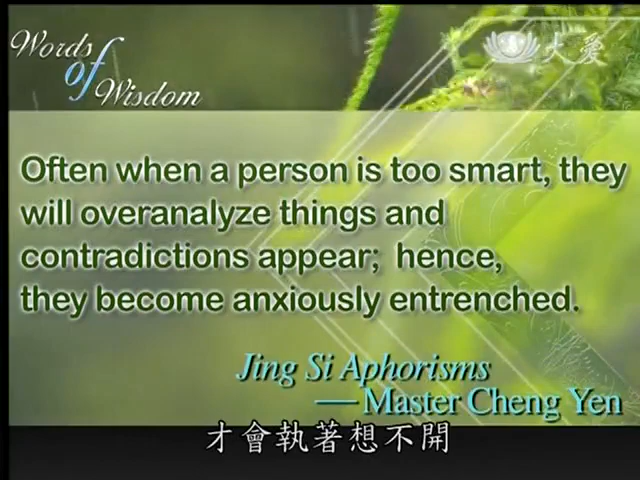 Words
of
Wisdom
大愛
Often when a person is too smart, they
will overanalyze things and
contradictions appear; hence,
they become anxiously entrenched.
Jing Si Aphorisms
—Master Cheng Yen
才會執著想不開